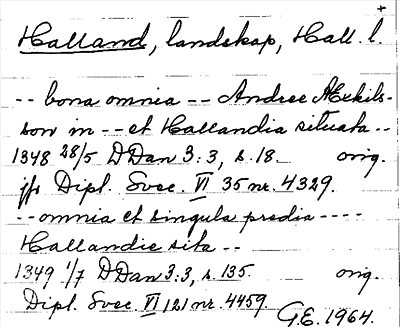 +
Halland, landskap, Hall. l.
-- bona omnia -- Andree Atkils-
son in -- et Hallandia situata --
1348 28/5 DDan 3:3, s. 18. orig.
jfr Dipl. Svec. VI 35 nr. 4329.
-- omnia et singula predia ----
Hallandie sita --
1349 1/7 DDan 3:3, s. 135. orig.
Dipl. Svec. VI 121 nr. 4459.
G.E. 1964.